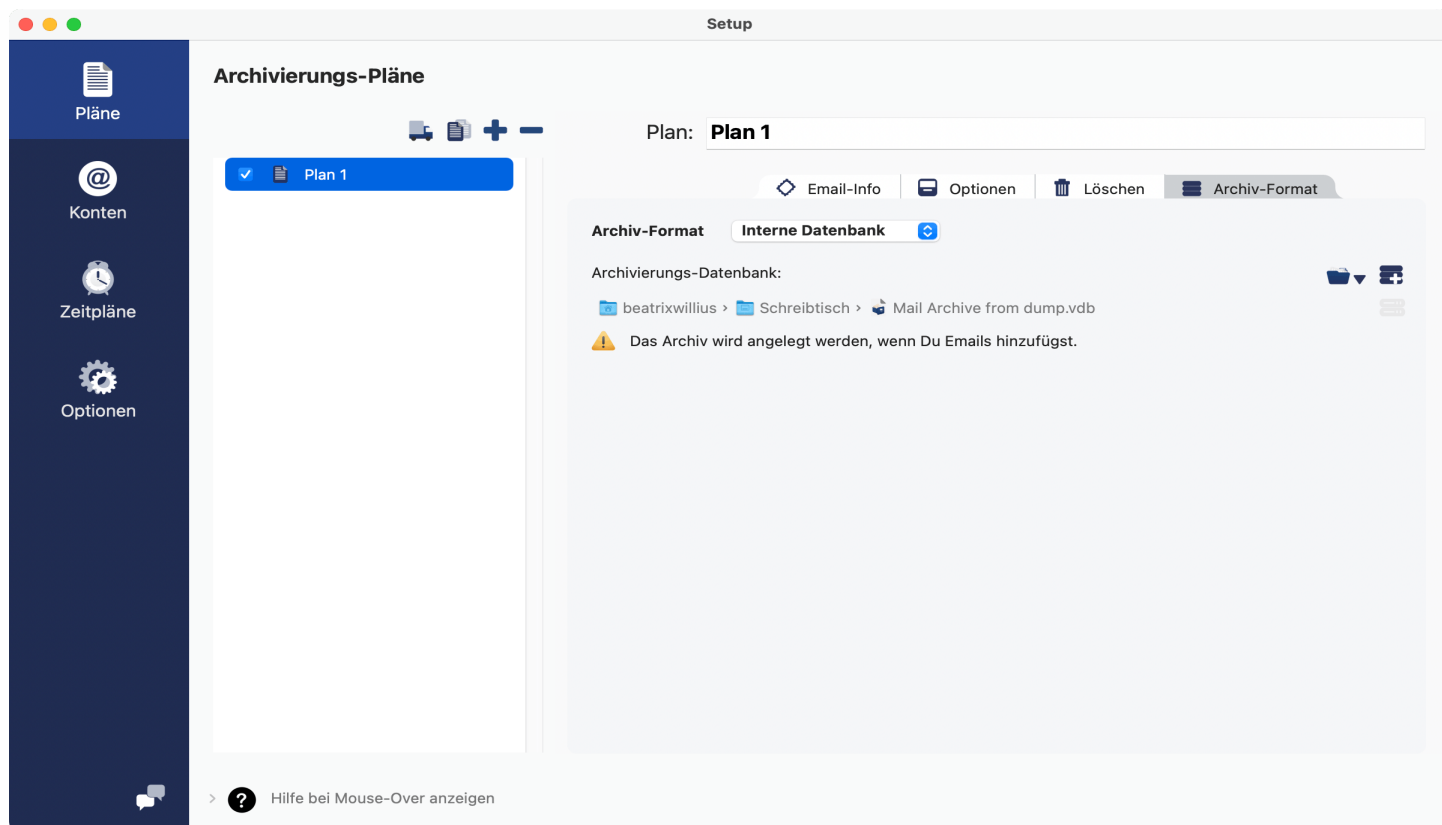 Setup
Pläne
Konten
Zeitpläne
Optionen
Archivierungs-Pläne
Plan 1
Plan: Plan 1
Email-Info Optionen Löschen Archiv-Format
Archiv-Format Interne Datenbank
Archivierungs-Datenbank:
beatrixwillius › Schreibtisch › Mail Archive from dump.vdb
Das Archiv wird angelegt werden, wenn Du Emails hinzufügst.
Hilfe bei Mouse-Over anzeigen